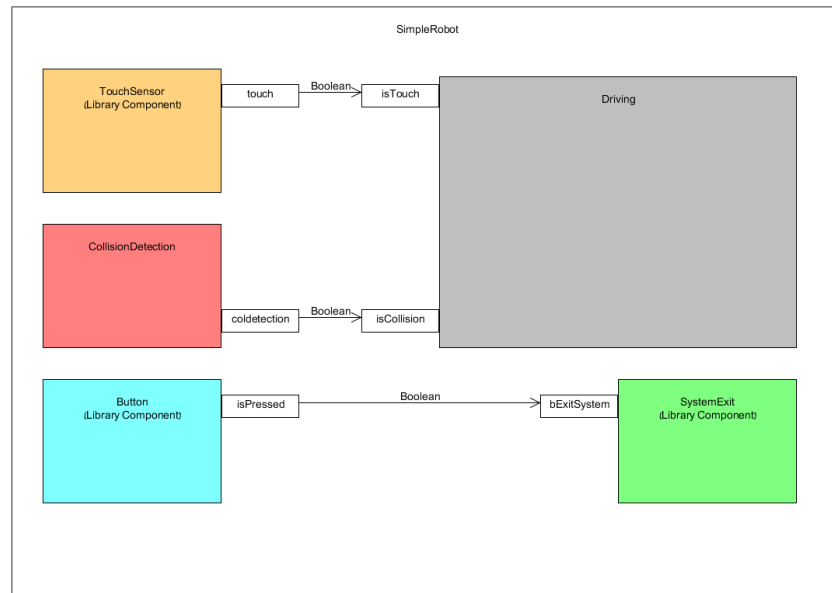 SimpleRobot
TouchSensor
(Library Component)
touch
Boolean
isTouch
Driving
CollisionDetection
coldetection
Boolean
isCollision
Button
(Library Component)
isPressed
Boolean
bExitSystem
SystemExit
(Library Component)